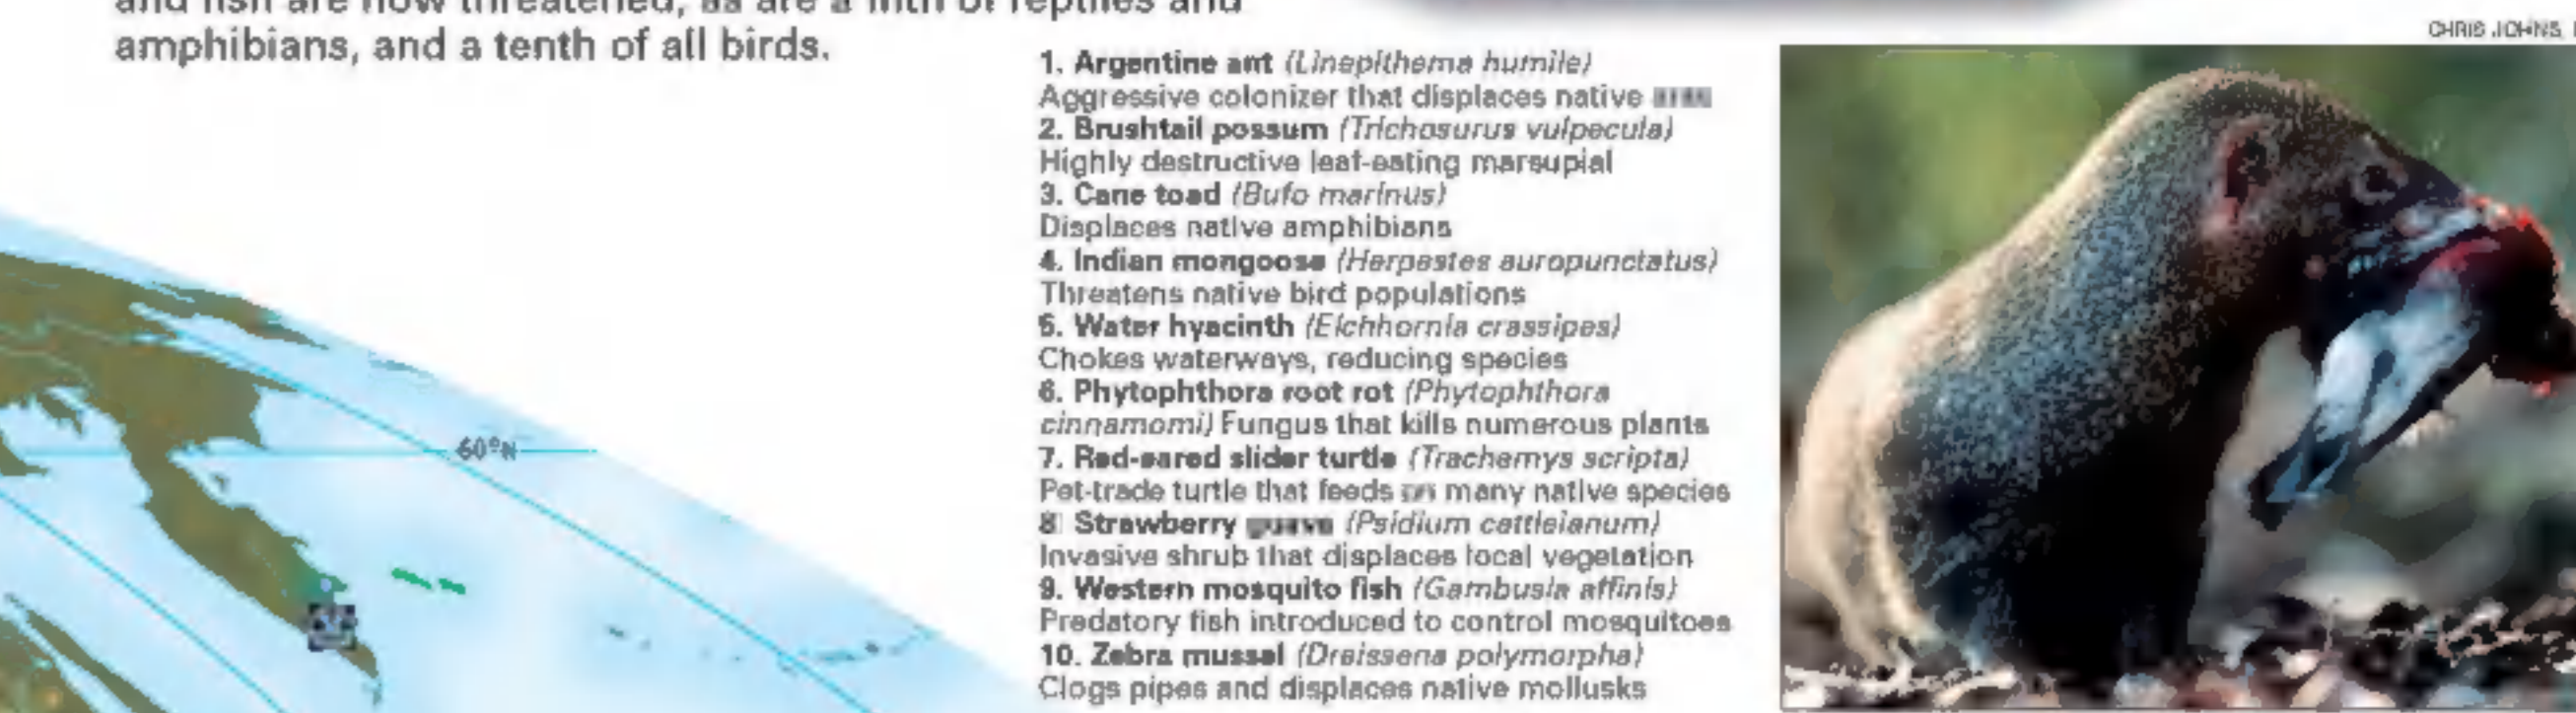 amphibians, and a tenth of all birds.
CHRIS JOHNS,
1. Argentine ant (Linepithema humile)
Aggressive colonizer that displaces native
2. Brushtail possum (Trichosurus vulpecula)
Highly destructive leaf-eating marsupial
3. Cane toad (Bufo marinus)
Displaces native amphibians
4. Indian mongoose (Herpestes auropunctatus)
Threatens native bird populations
5. Water hyacinth (Eichhornia crassipes)
Chokes waterways, reducing species
6. Phytophthora root rot (Phytophthora
cinnamomi) Fungus that kills numerous plants
7. Red-eared slider turtle (Trachemys scripta)
Pet-trade turtle that feeds on many native species
8 Strawberry (Psidium cattleianum)
Invasive shrub that displaces local vegetation
9. Western mosquito fish (Gambusia affinis)
Predatory fish introduced to control mosquitoes
10. Zebra mussel (Dreissena polymorpha)
Clogs pipes and displaces native mollusks
60°N